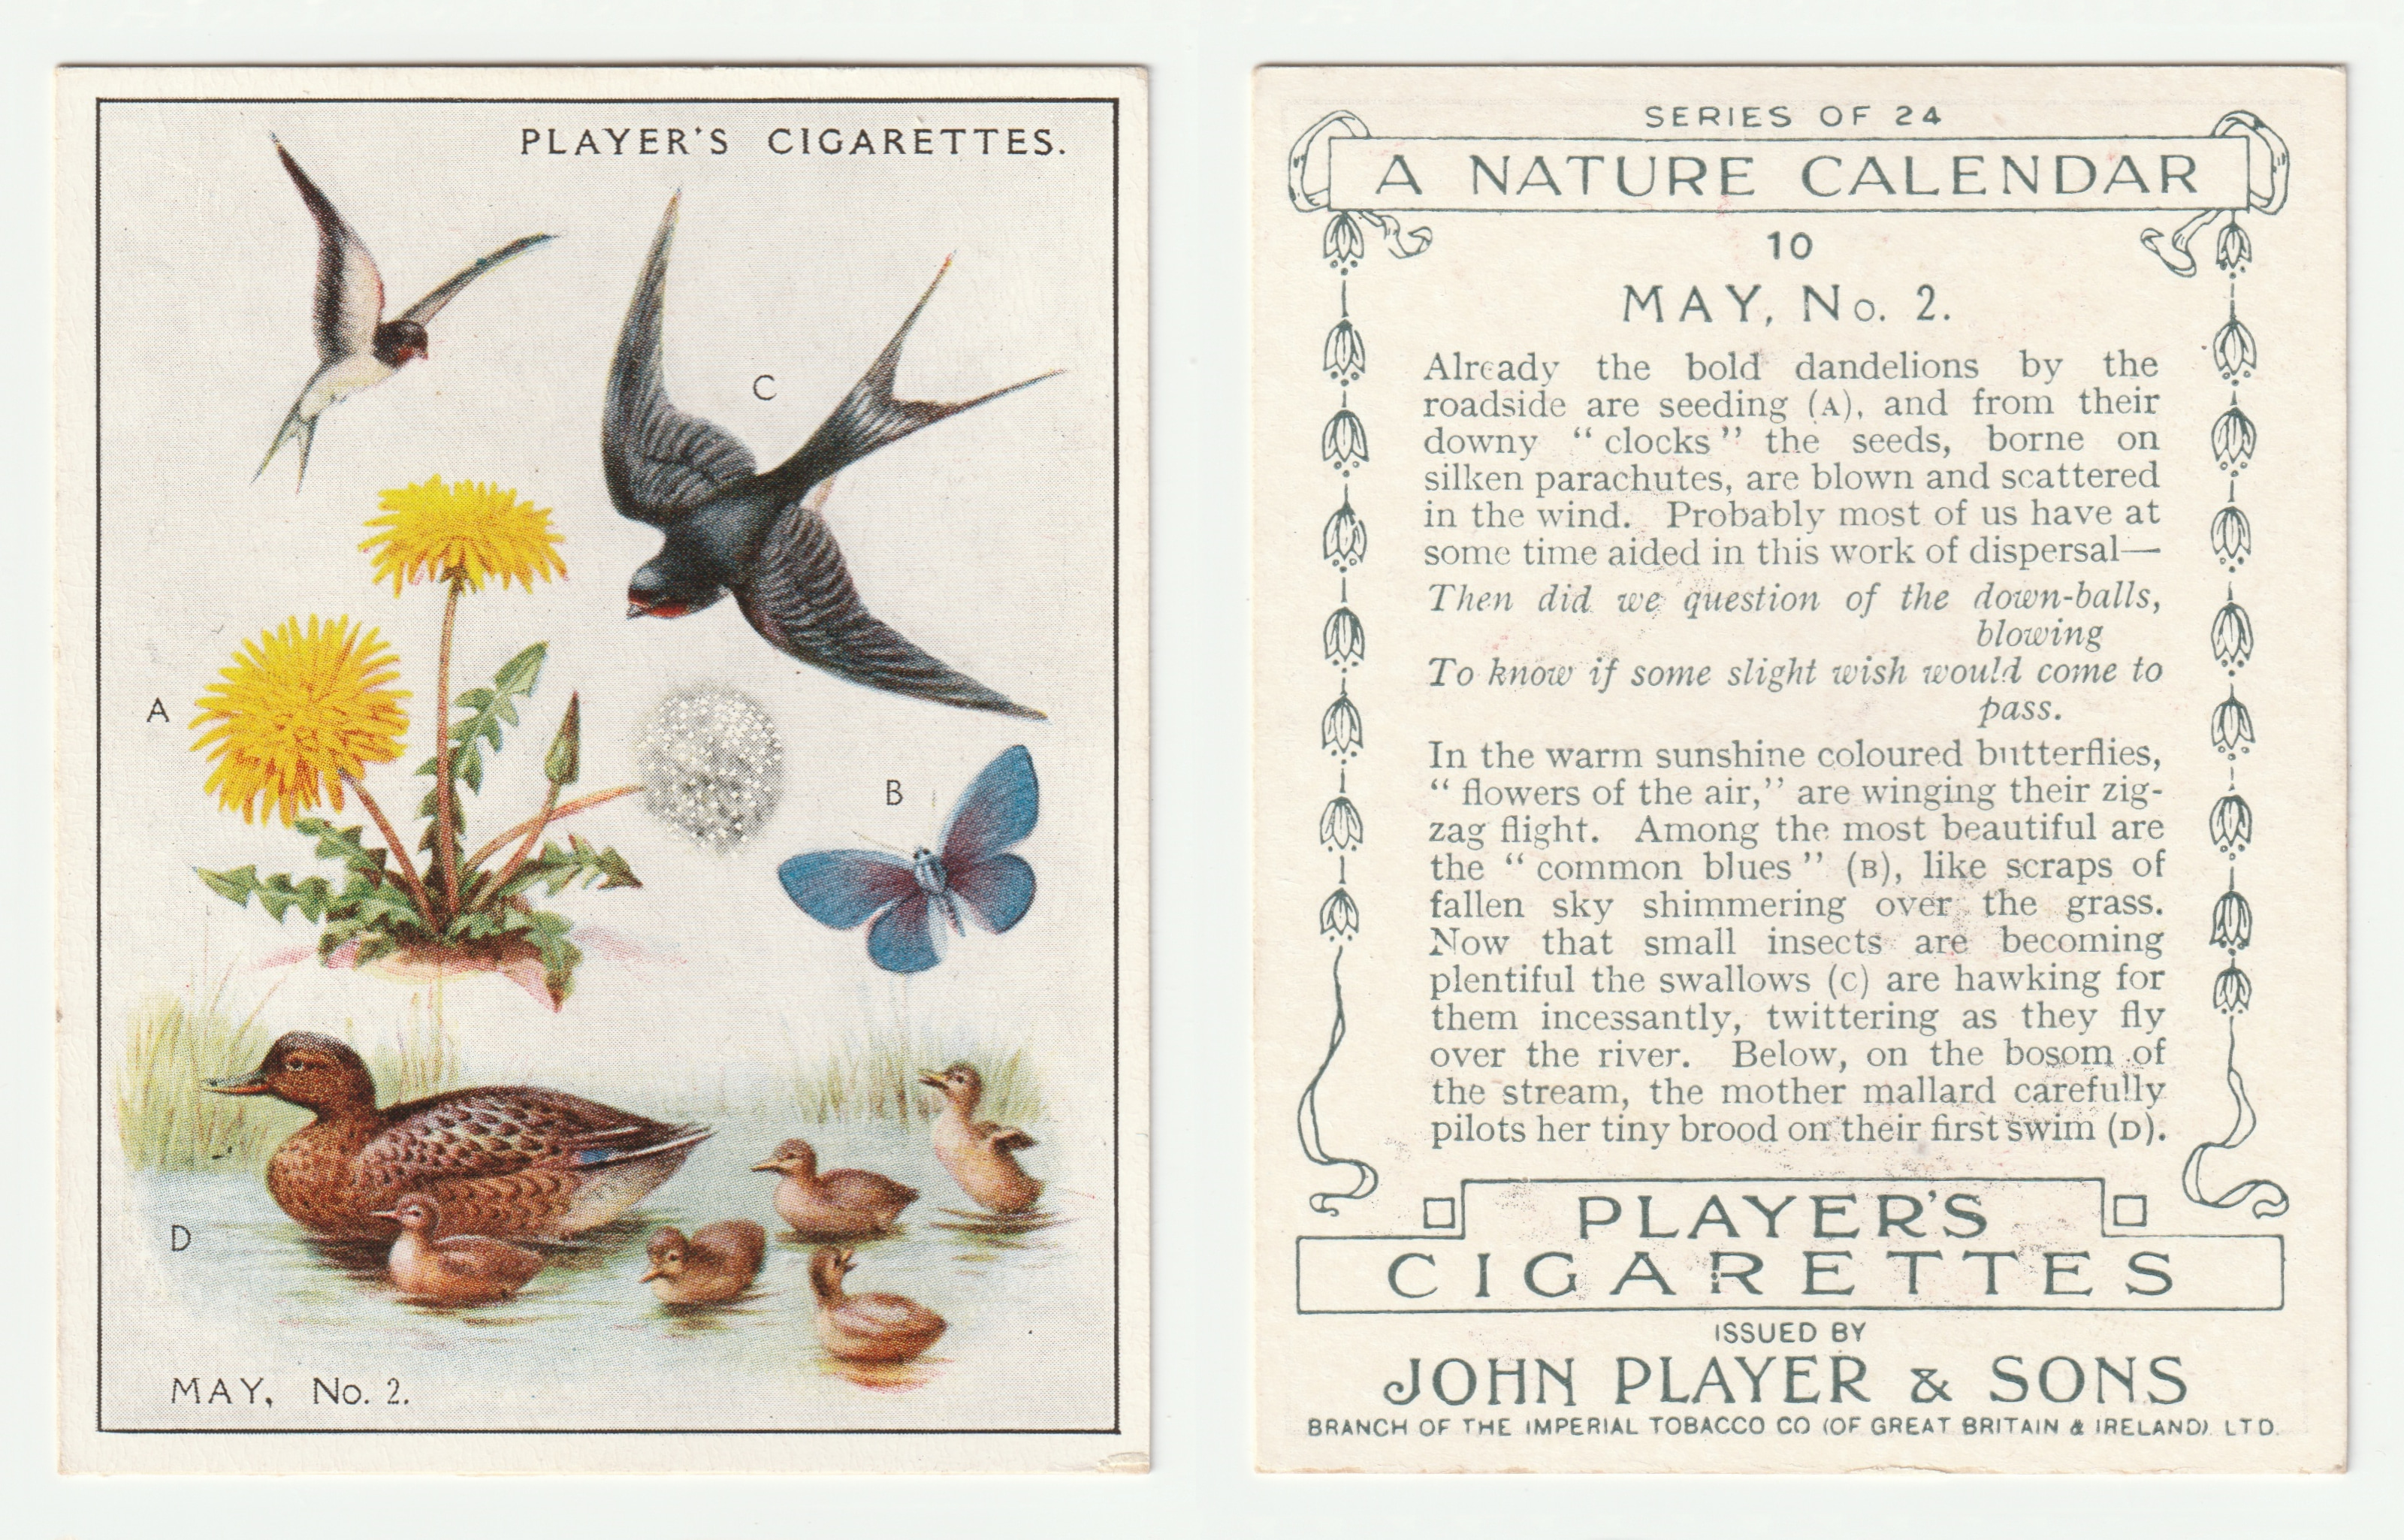 PLAYER'S CIGARETTES.
C
A
B
D
MAY, No. 2.
SERIES OF 24
A NATURE CALENDAR
10
MAY, No. 2.
Already the bold dandelions by the
roadside are seeding (A), and from their
downy “ clocks ” the seeds, borne on
silken parachutes, are blown and scattered
in the wind. Probably most of us have at
some time aided in this work of dispersal—
Then did we question of the down-balls,
blowing
To know if some slight wish would come to
pass.
In the warm sunshine coloured butterflies,
“ flowers of the air,” are winging their zig-
zag flight. Among the most beautiful are
the “ common blues ” (B), like scraps of
fallen sky shimmering over the grass.
Now that small insects are becoming
plentiful the swallows (C) are hawking for
them incessantly, twittering as they fly
over the river. Below, on the bosom of
the stream, the mother mallard carefully
pilots her tiny brood on their first swim (D).
PLAYER'S
CIGARETTES
ISSUED BY
JOHN PLAYER & SONS
BRANCH OF THE IMPERIAL TOBACCO CO (OF GREAT BRITAIN & IRELAND), LTD.